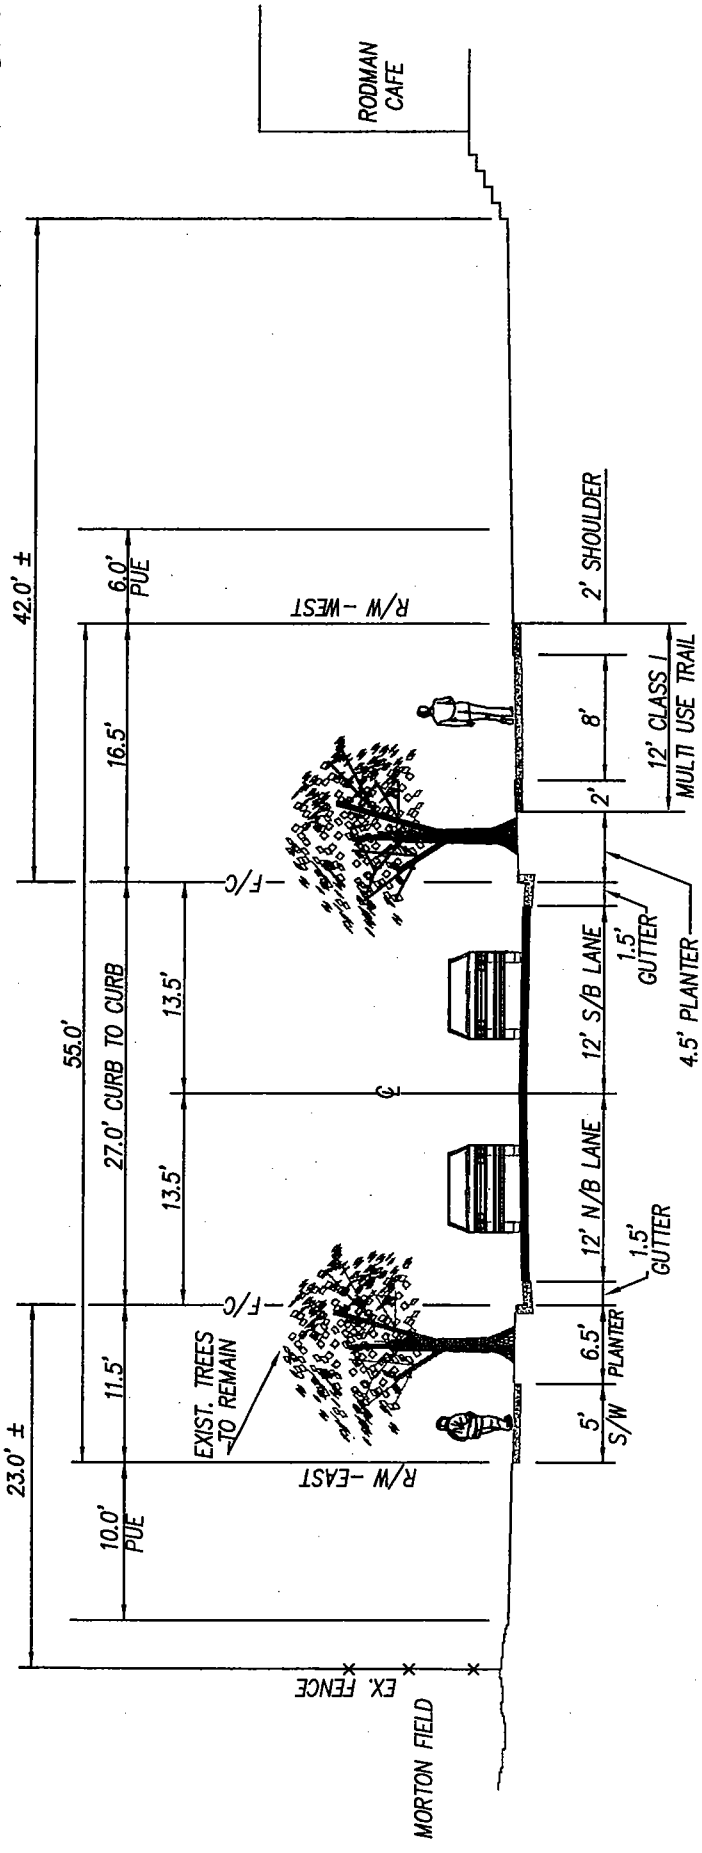 23.0' ±
42.0' ±
55.0'
10.0'
PUE
11.5'
27.0' CURB TO CURB
16.5'
6.0'
PUE
13.5'
13.5'
EXIST. TREES
TO REMAIN
F/C
F/C
℄
MORTON FIELD
EX. FENCE
R/W -EAST
R/W -WEST
RODMAN
CAFE
5'
S/W
6.5'
PLANTER
12' N/B LANE
12' S/B LANE
2'
8'
2' SHOULDER
1.5'
GUTTER
1.5'
GUTTER
4.5' PLANTER
12' CLASS I
MULTI USE TRAIL